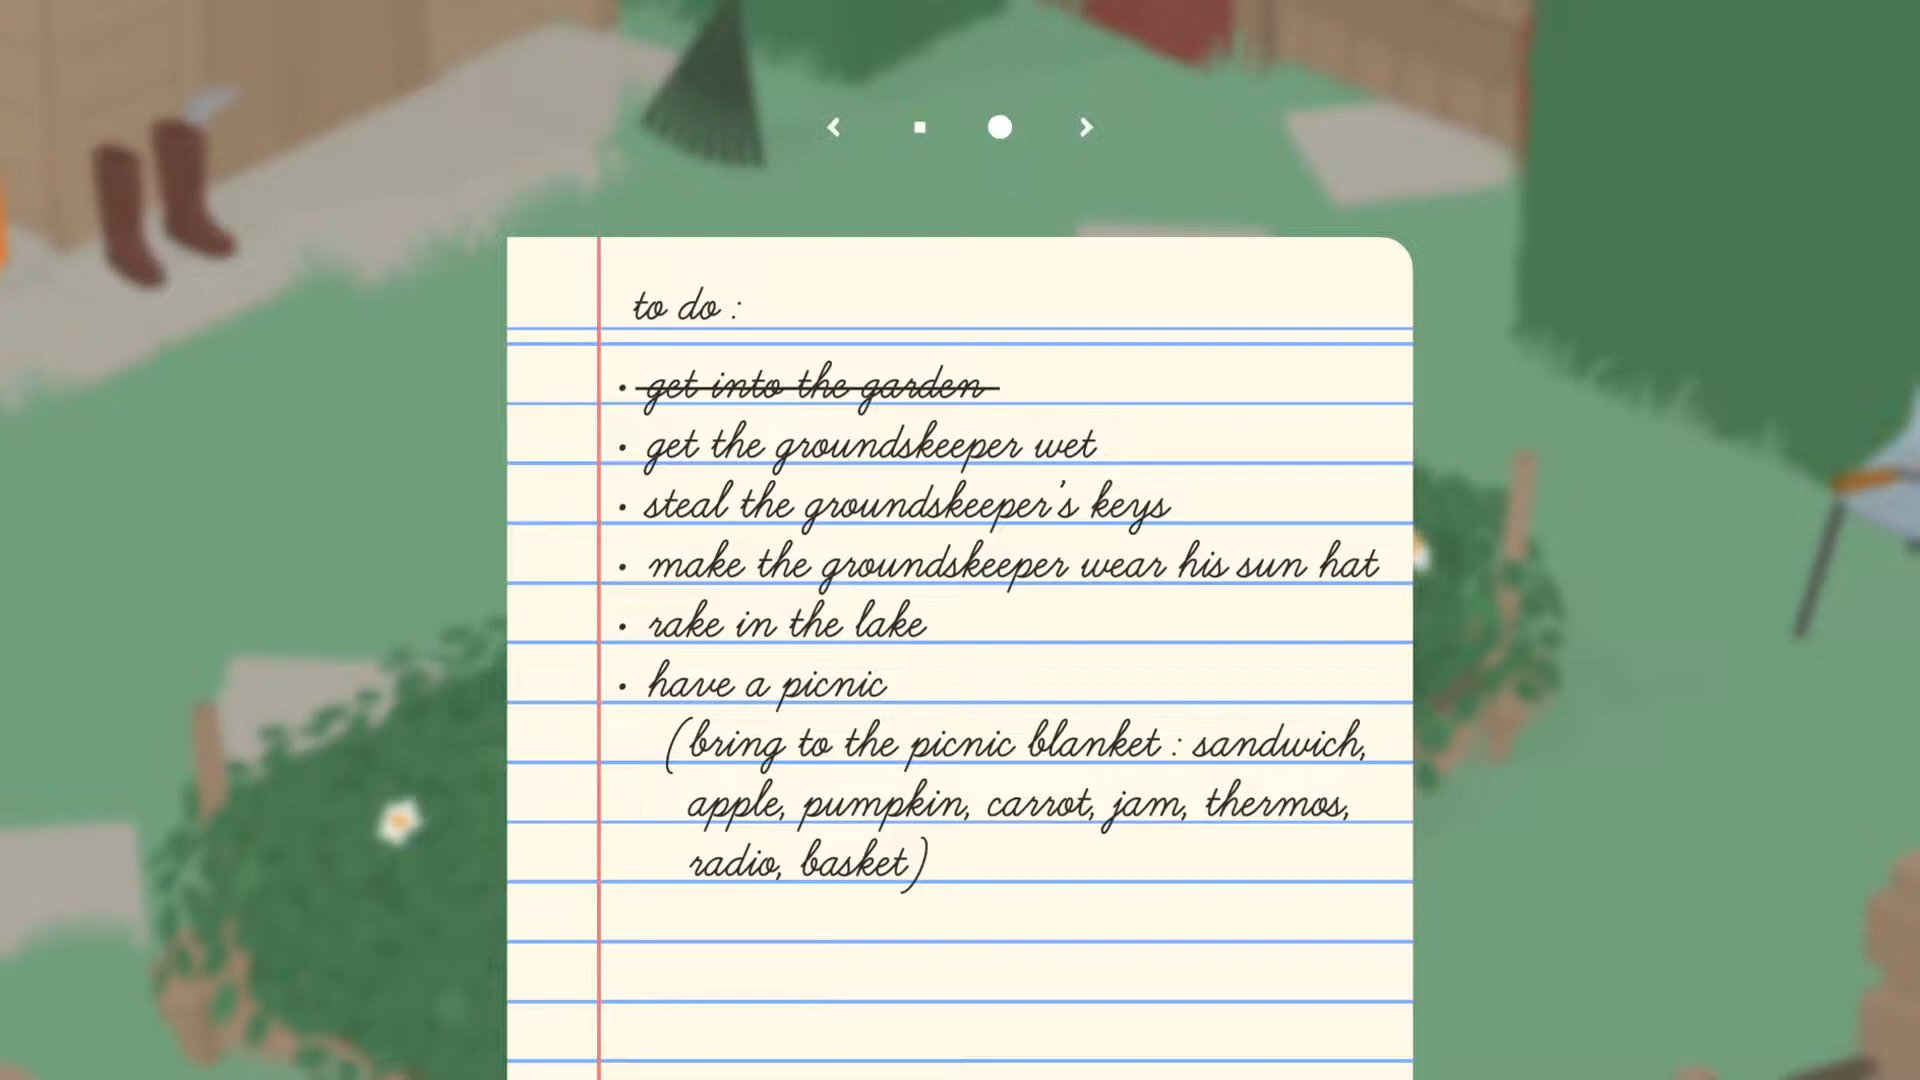 to do :
• get into the garden
• get the groundskeeper wet
• steal the groundskeeper's keys
• make the groundskeeper wear his sun hat
• rake in the lake
• have a picnic
(bring to the picnic blanket : sandwich,
apple, pumpkin, carrot, jam, thermos,
radio, basket)